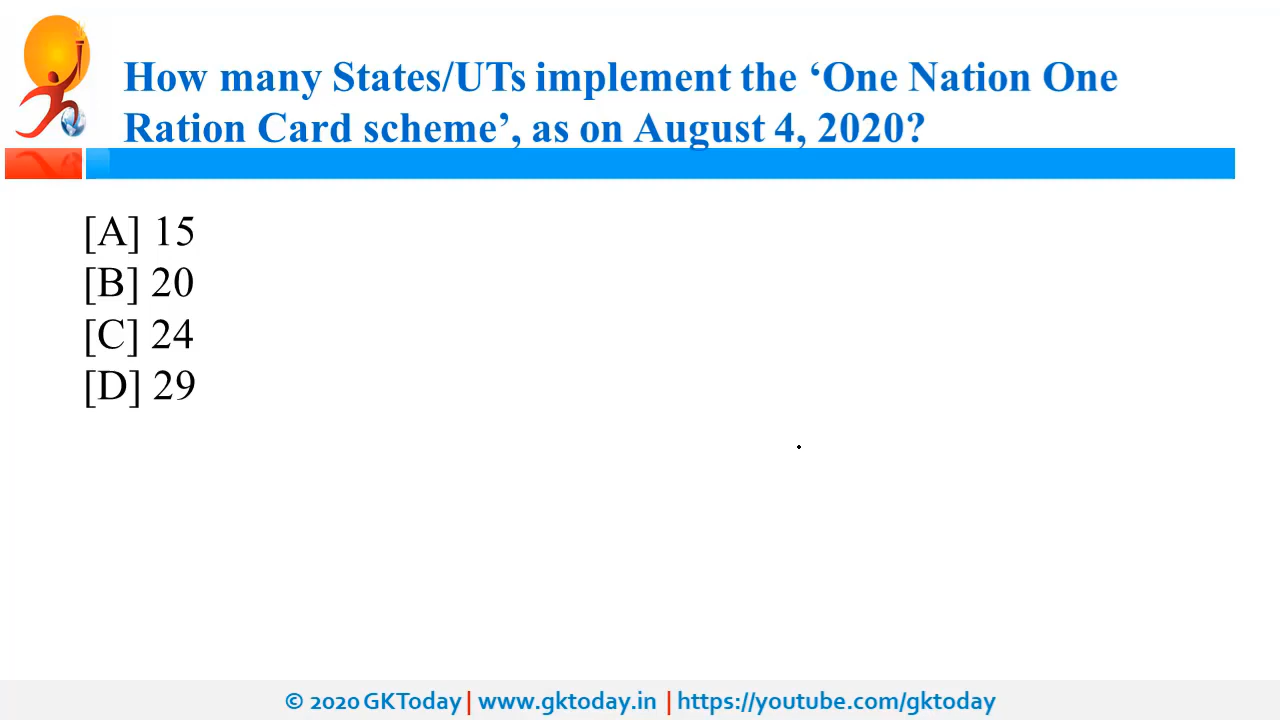 How many States/UTs implement the ‘One Nation One
Ration Card scheme’, as on August 4, 2020?
[A] 15
[B] 20
[C] 24
[D] 29
© 2020 GKToday | www.gktoday.in | https://youtube.com/gktoday